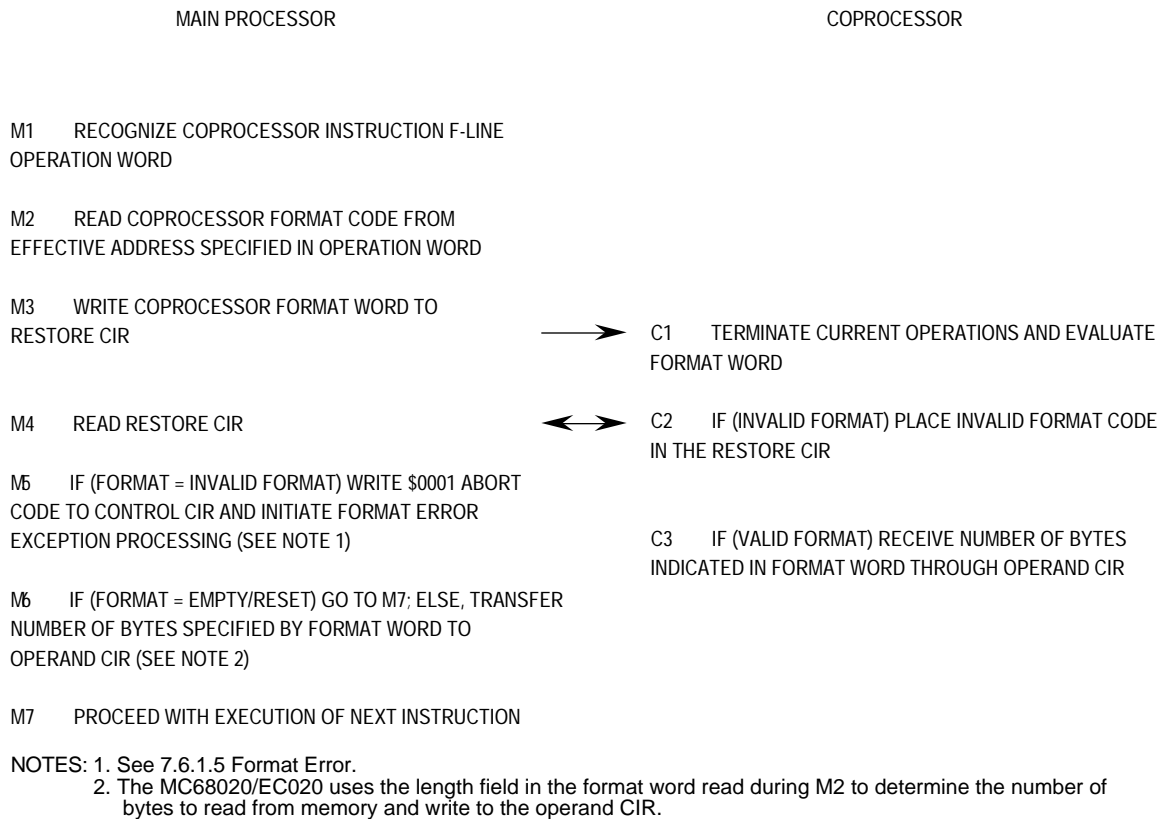 MAIN PROCESSOR
COPROCESSOR
M1 RECOGNIZE COPROCESSOR INSTRUCTION F-LINE
OPERATION WORD
M2 READ COPROCESSOR FORMAT CODE FROM
EFFECTIVE ADDRESS SPECIFIED IN OPERATION WORD
M3 WRITE COPROCESSOR FORMAT WORD TO
RESTORE CIR
C1 TERMINATE CURRENT OPERATIONS AND EVALUATE
FORMAT WORD
M4 READ RESTORE CIR
C2 IF (INVALID FORMAT) PLACE INVALID FORMAT CODE
IN THE RESTORE CIR
M5 IF (FORMAT = INVALID FORMAT) WRITE $0001 ABORT
CODE TO CONTROL CIR AND INITIATE FORMAT ERROR
EXCEPTION PROCESSING (SEE NOTE 1)
C3 IF (VALID FORMAT) RECEIVE NUMBER OF BYTES
INDICATED IN FORMAT WORD THROUGH OPERAND CIR
M6 IF (FORMAT = EMPTY/RESET) GO TO M7; ELSE, TRANSFER
NUMBER OF BYTES SPECIFIED BY FORMAT WORD TO
OPERAND CIR (SEE NOTE 2)
M7 PROCEED WITH EXECUTION OF NEXT INSTRUCTION
NOTES: 1. See 7.6.1.5 Format Error.
2. The MC68020/EC020 uses the length field in the format word read during M2 to determine the number of
bytes to read from memory and write to the operand CIR.